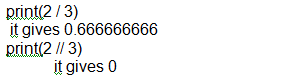 print(2 / 3)
it gives 0.666666666
print(2 // 3)
it gives 0